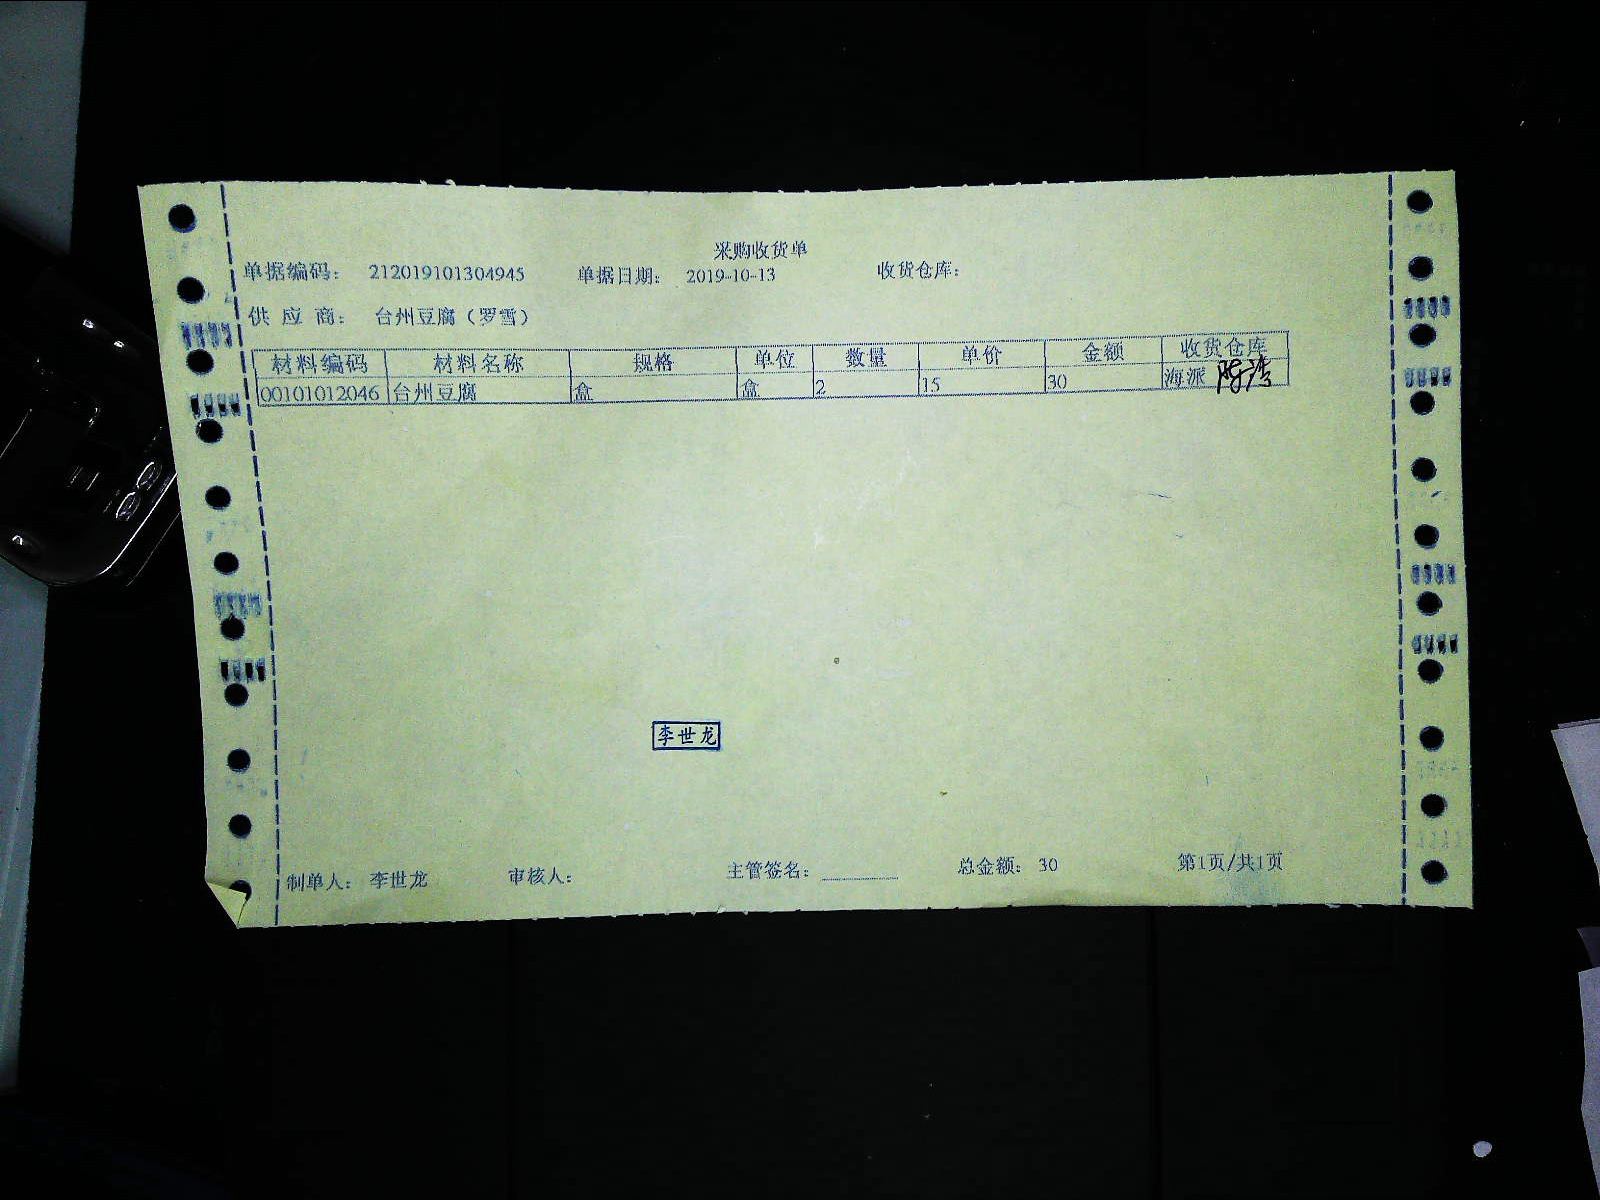 采购收货单
单据编码： 212019101304945 单据日期： 2019-10-13 收货仓库：
供 应 商： 台州豆腐（罗雪）
材料编码 材料名称 规格 单位 数量 单价 金额 收货仓库
00101012046 台州豆腐 盒 盒 2 15 30 海派
李世龙
制单人： 李世龙 审核人： 主管签名： 总金额： 30 第1页/共1页